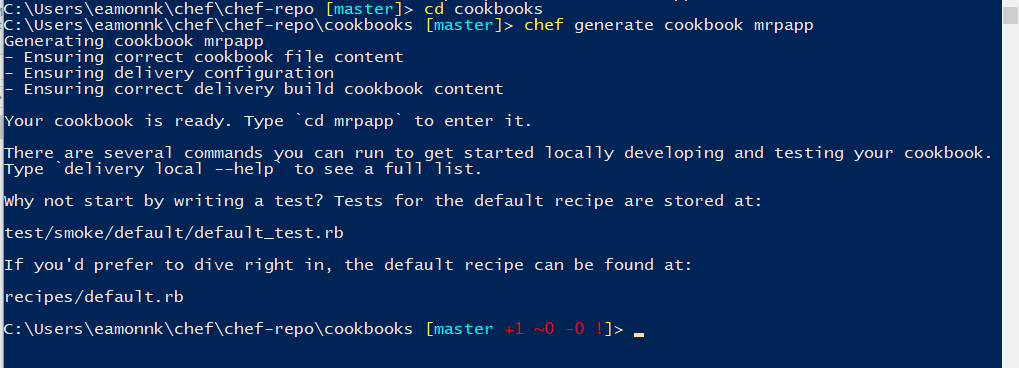 C:\Users\eamonnk\chef\chef-repo [master]> cd cookbooks
C:\Users\eamonnk\chef\chef-repo\cookbooks [master]> chef generate cookbook mrpapp
Generating cookbook mrpapp
- Ensuring correct cookbook file content
- Ensuring delivery configuration
- Ensuring correct delivery build cookbook content
Your cookbook is ready. Type `cd mrpapp` to enter it.
There are several commands you can run to get started locally developing and testing your cookbook.
Type `delivery local --help` to see a full list.
Why not start by writing a test? Tests for the default recipe are stored at:
test/smoke/default/default_test.rb
If you'd prefer to dive right in, the default recipe can be found at:
recipes/default.rb
C:\Users\eamonnk\chef\chef-repo\cookbooks [master +1 ~0 -0 !]>